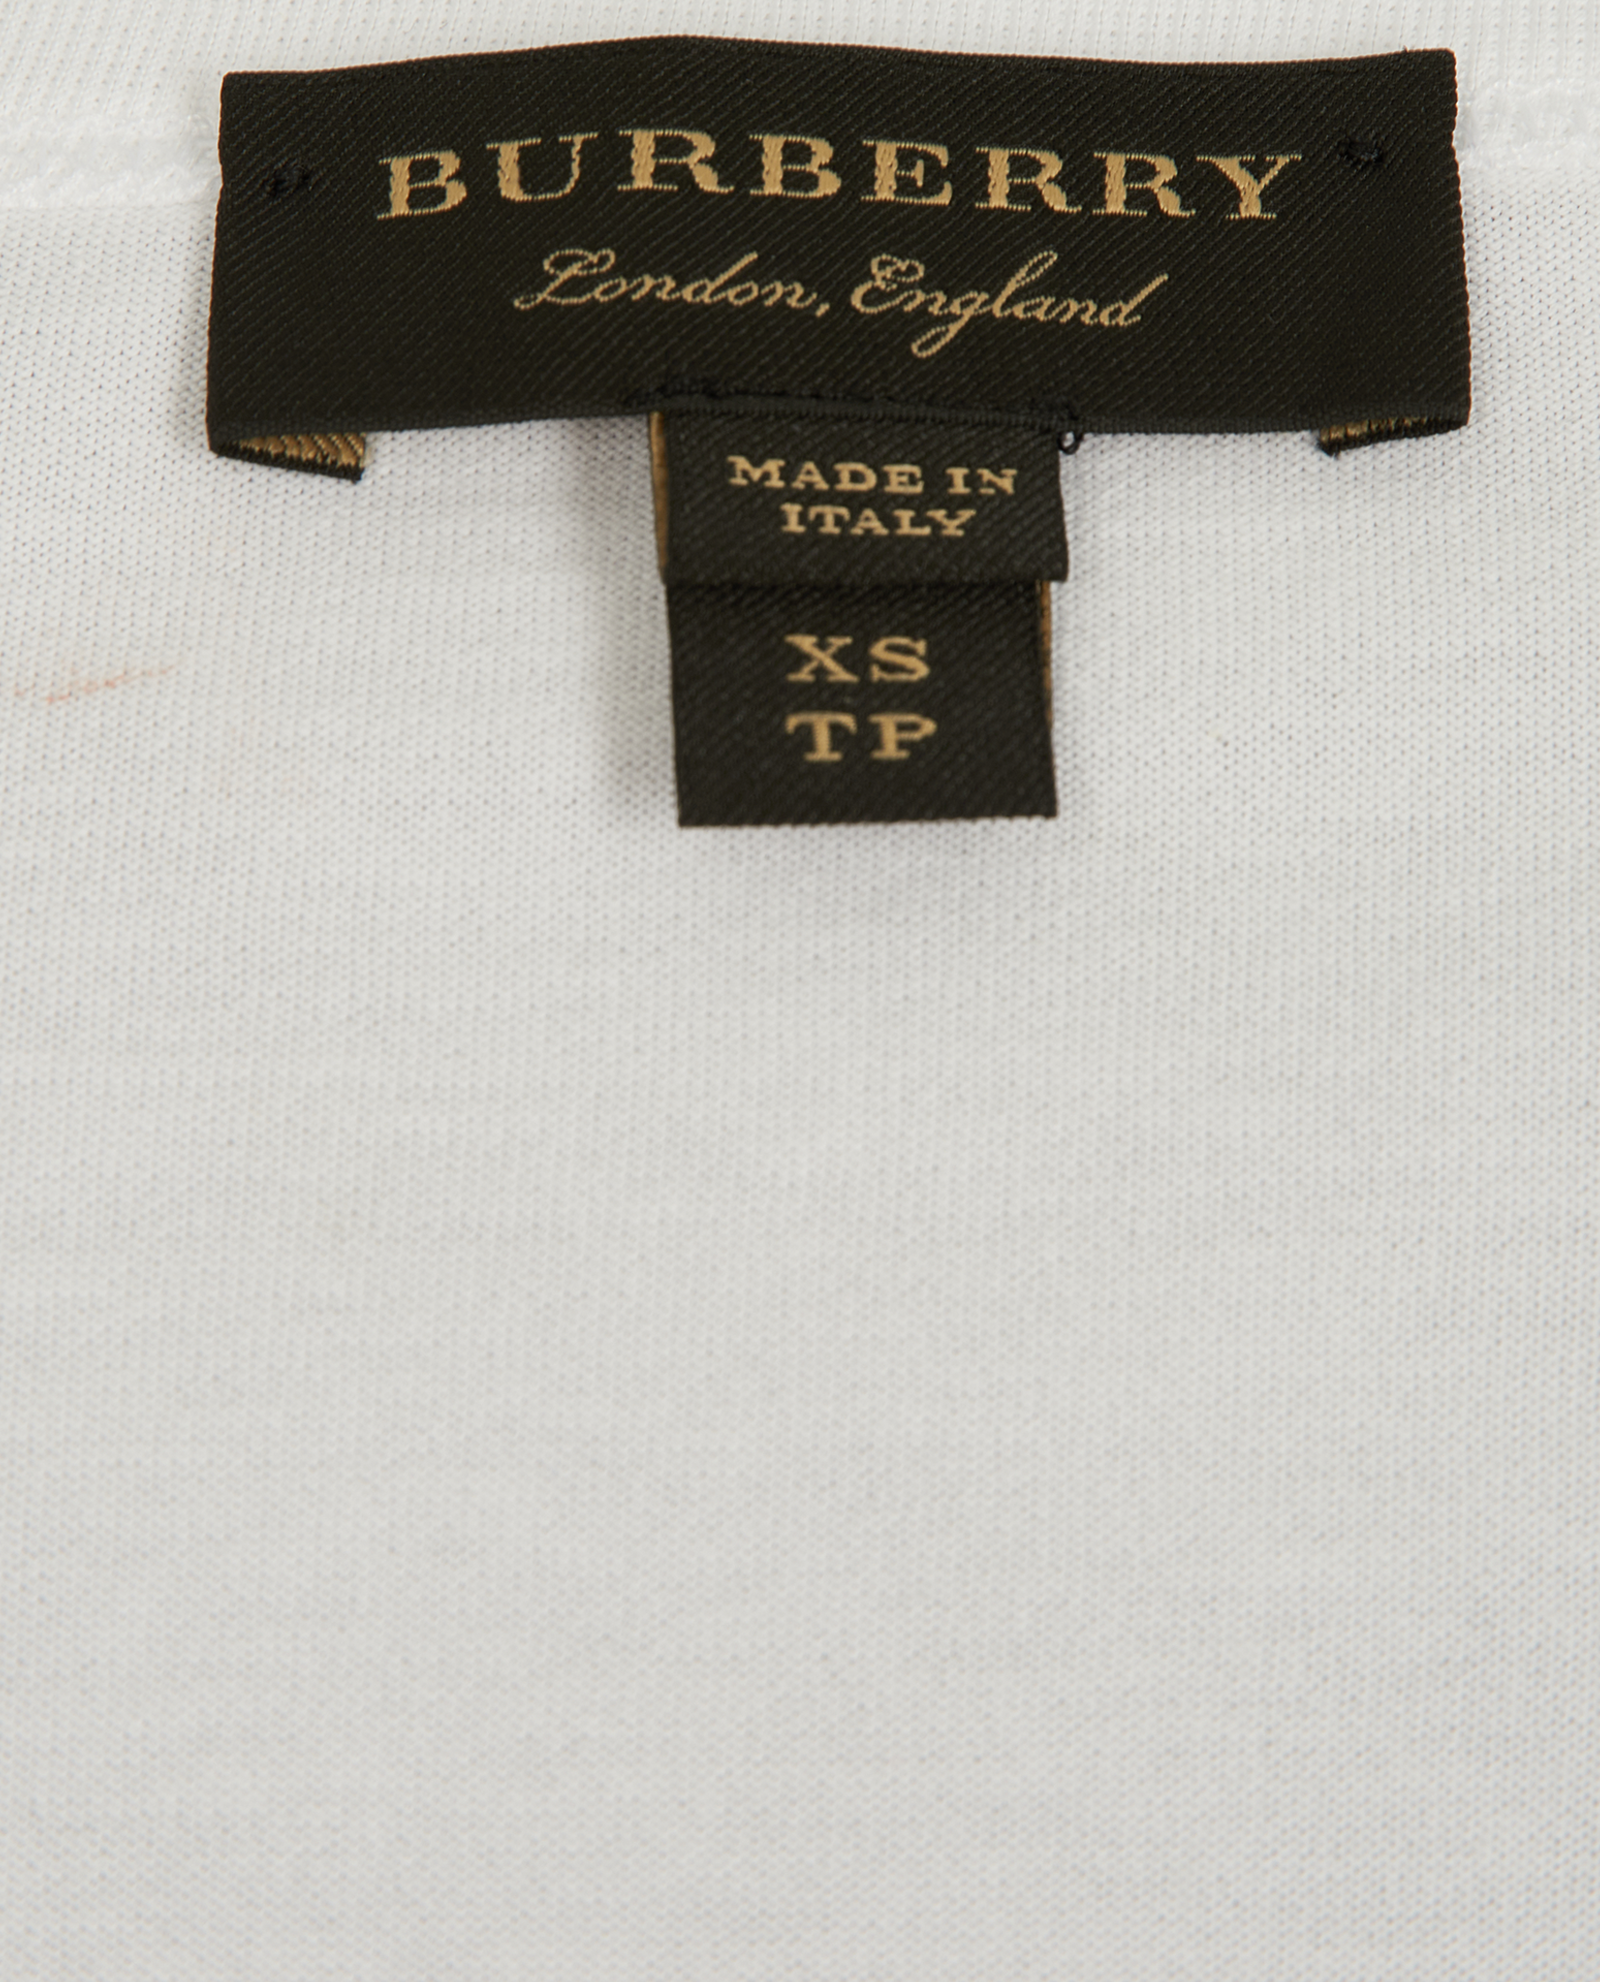 BURBERRY
London, England
MADE IN
ITALY
XS
TP